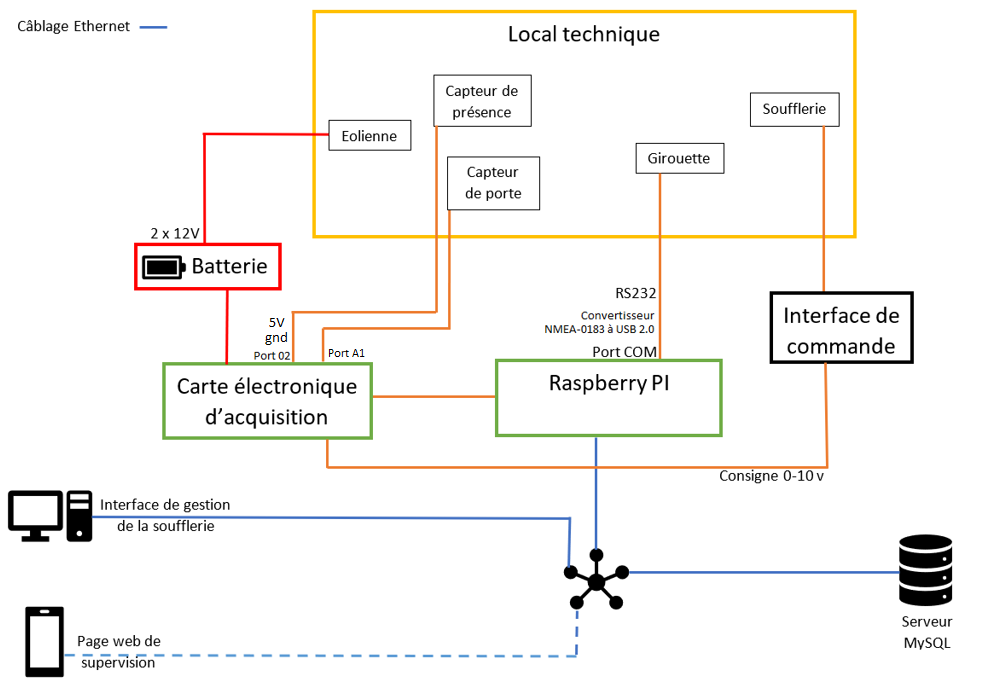 Câblage Ethernet
Local technique
Capteur de
présence
Soufflerie
Eolienne
Girouette
Capteur
de porte
2 x 12V
Batterie
RS232
Convertisseur
NMEA-0183 à USB 2.0
Port COM
5V
gnd
Port 02
Port A1
Interface de
commande
Carte électronique
d’acquisition
Raspberry PI
Consigne 0-10 v
Interface de gestion
de la soufflerie
Serveur
MySQL
Page web de
supervision